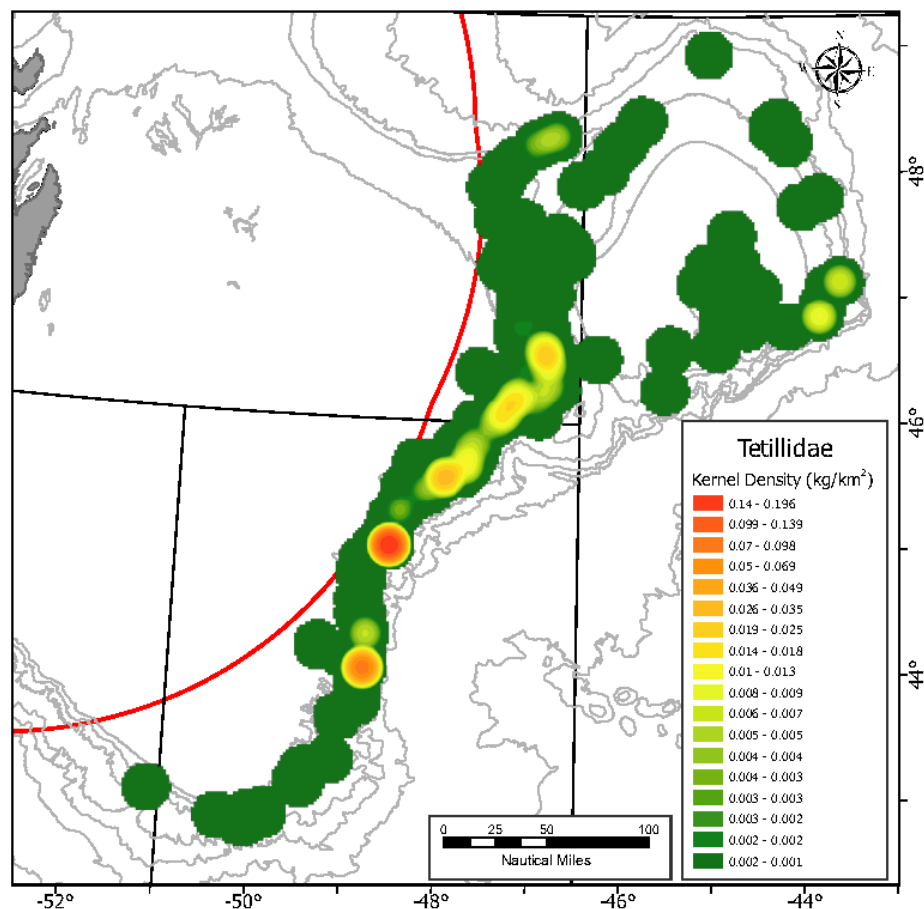 N
W E
S
48°
46°
44°
Tetillidae
Kernel Density (kg/km²)
0.14 - 0.196
0.099 - 0.139
0.07 - 0.098
0.05 - 0.069
0.036 - 0.049
0.026 - 0.035
0.019 - 0.025
0.014 - 0.018
0.01 - 0.013
0.008 - 0.009
0.006 - 0.007
0.005 - 0.005
0.004 - 0.004
0.004 - 0.003
0.003 - 0.003
0.003 - 0.002
0.002 - 0.002
0.002 - 0.001
0 25 50 100
Nautical Miles
-52° -50° -48° -46° -44°